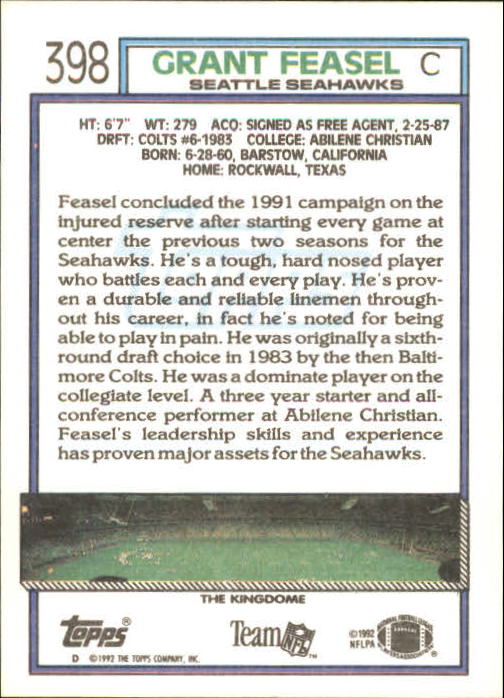 398
GRANT FEASEL C
SEATTLE SEAHAWKS
HT: 6'7" WT: 279 ACO: SIGNED AS FREE AGENT, 2-25-87
DRFT: COLTS #6-1983 COLLEGE: ABILENE CHRISTIAN
BORN: 6-28-60, BARSTOW, CALIFORNIA
HOME: ROCKWALL, TEXAS
Feasel concluded the 1991 campaign on the
injured reserve after starting every game at
center the previous two seasons for the
Seahawks. He's a tough, hard nosed player
who battles each and every play. He's prov-
en a durable and reliable linemen through-
out his career, in fact he's noted for being
able to play in pain. He was originally a sixth-
round draft choice in 1983 by the then Balti-
more Colts. He was a dominate player on the
collegiate level. A three year starter and all-
conference performer at Abilene Christian.
Feasel's leadership skills and experience
has proven major assets for the Seahawks.
THE KINGDOME
Topps®
D ©1992 THE TOPPS COMPANY, INC.
Team NFL™
©1992
NFLPA
NATIONAL FOOTBALL LEAGUE
PLAYERS